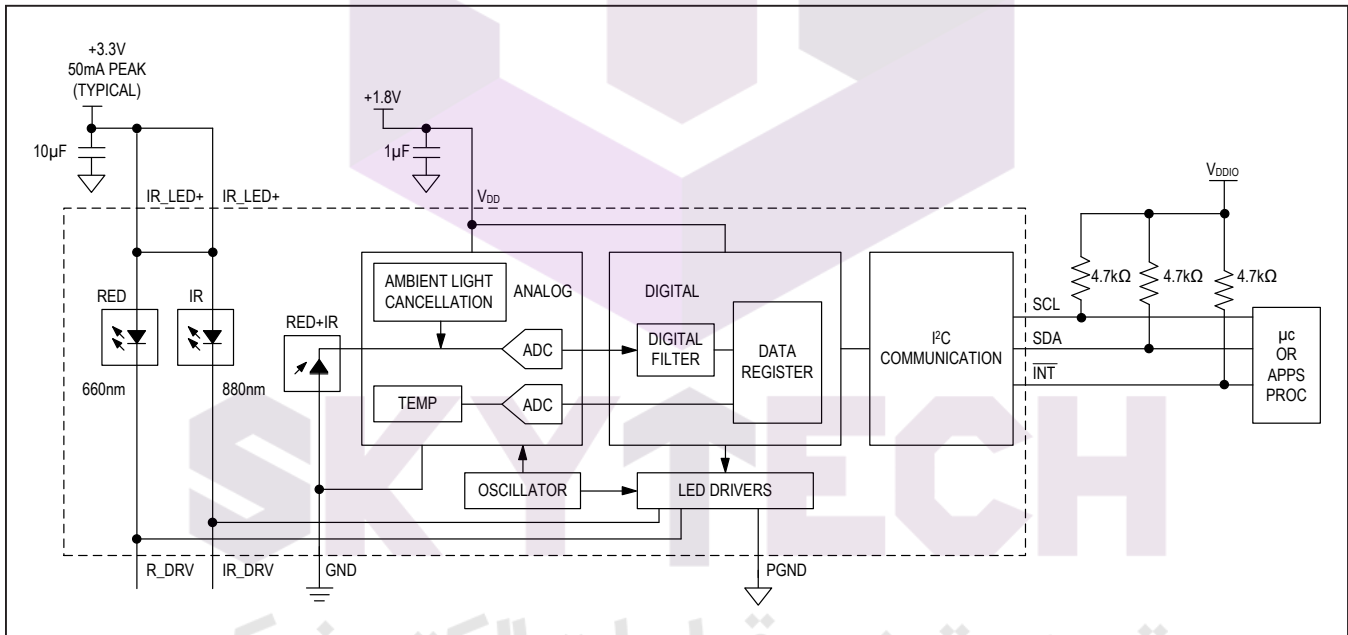 +3.3V
50mA PEAK
(TYPICAL)
+1.8V
10µF
1µF
VDDIO
IR_LED+ IR_LED+
VDD
RED
IR
RED+IR
660nm
880nm
AMBIENT LIGHT
CANCELLATION
ANALOG
ADC
TEMP
ADC
DIGITAL
DIGITAL
FILTER
DATA
REGISTER
I²C
COMMUNICATION
4.7kΩ
4.7kΩ
4.7kΩ
SCL
SDA
INT
µc
OR
APPS
PROC
OSCILLATOR
LED DRIVERS
R_DRV
IR_DRV
GND
PGND
SKYTECH